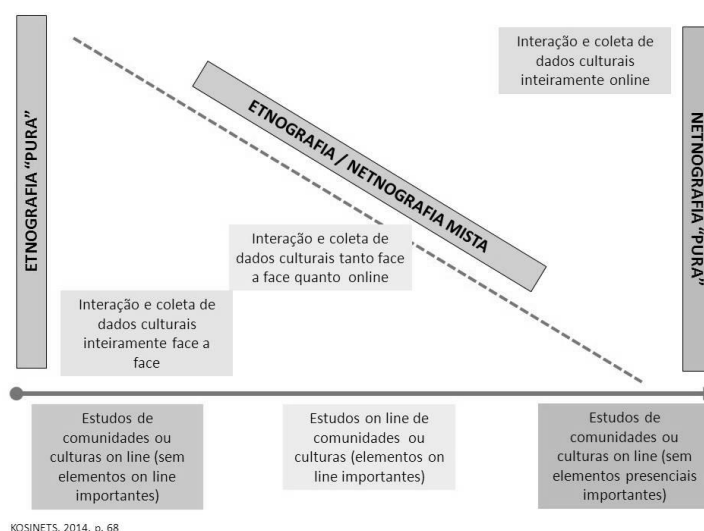 ETNOGRAFIA “PURA”
Interação e coleta de
dados culturais
inteiramente online
NETNOGRAFIA “PURA”
ETNOGRAFIA / NETNOGRAFIA MISTA
Interação e coleta de
dados culturais tanto face
a face quanto online
Interação e coleta de
dados culturais
inteiramente face a
face
Estudos de
comunidades ou
culturas on line (sem
elementos on line
importantes)
Estudos on line de
comunidades ou
culturas (elementos on
line importantes)
Estudos de
comunidades ou
culturas on line (sem
elementos presenciais
importantes)
KOSINETS, 2014, p. 68